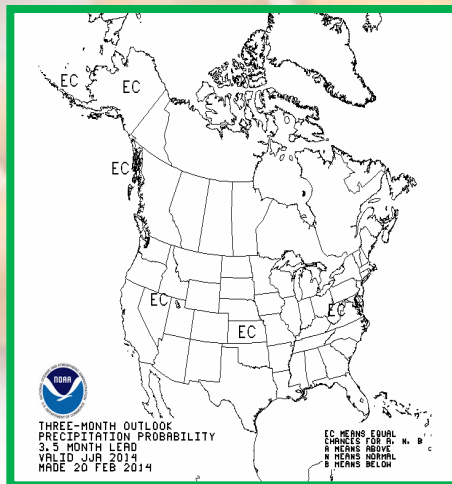 EC
EC
EC
EC
EC
EC
NOAA
THREE-MONTH OUTLOOK
PRECIPITATION PROBABILITY
3.5 MONTH LEAD
VALID JJA 2014
MADE 20 FEB 2014
EC MEANS EQUAL
CHANCES FOR A, N, B
A MEANS ABOVE
N MEANS NORMAL
B MEANS BELOW